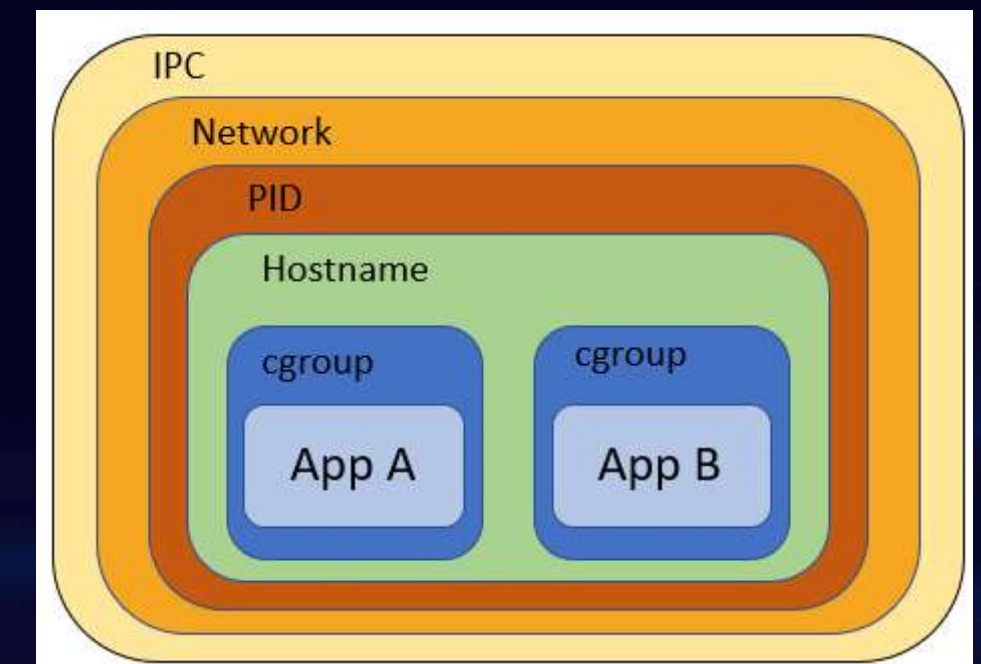 IPC
Network
PID
Hostname
cgroup
cgroup
App A
App B